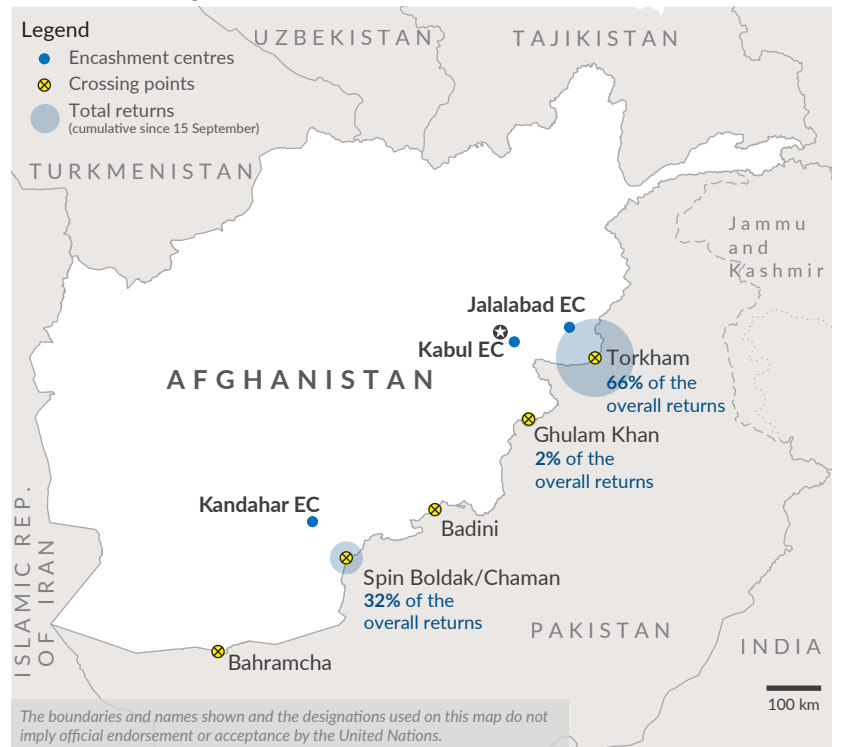 Legend
Encashment centres
Crossing points
Total returns
(cumulative since 15 September)
UZBEKISTAN
TAJIKISTAN
TURKMENISTAN
Jammu
and
Kashmir
Jalalabad EC
Kabul EC
Torkham
66% of the
overall returns
AFGHANISTAN
Ghulam Khan
2% of the
overall returns
Kandahar EC
Badini
Spin Boldak/Chaman
32% of the
overall returns
ISLAMIC REP.
OF IRAN
PAKISTAN
INDIA
Bahramcha
100 km
The boundaries and names shown and the designations used on this map do not
imply official endorsement or acceptance by the United Nations.